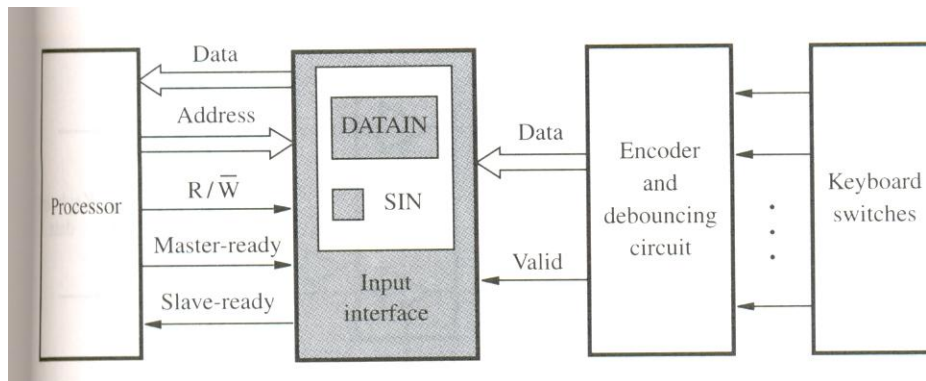 Processor
Data
Address
R / W̅
Master-ready
Slave-ready
DATAIN
SIN
Input
interface
Data
Valid
Encoder
and
debouncing
circuit
Keyboard
switches